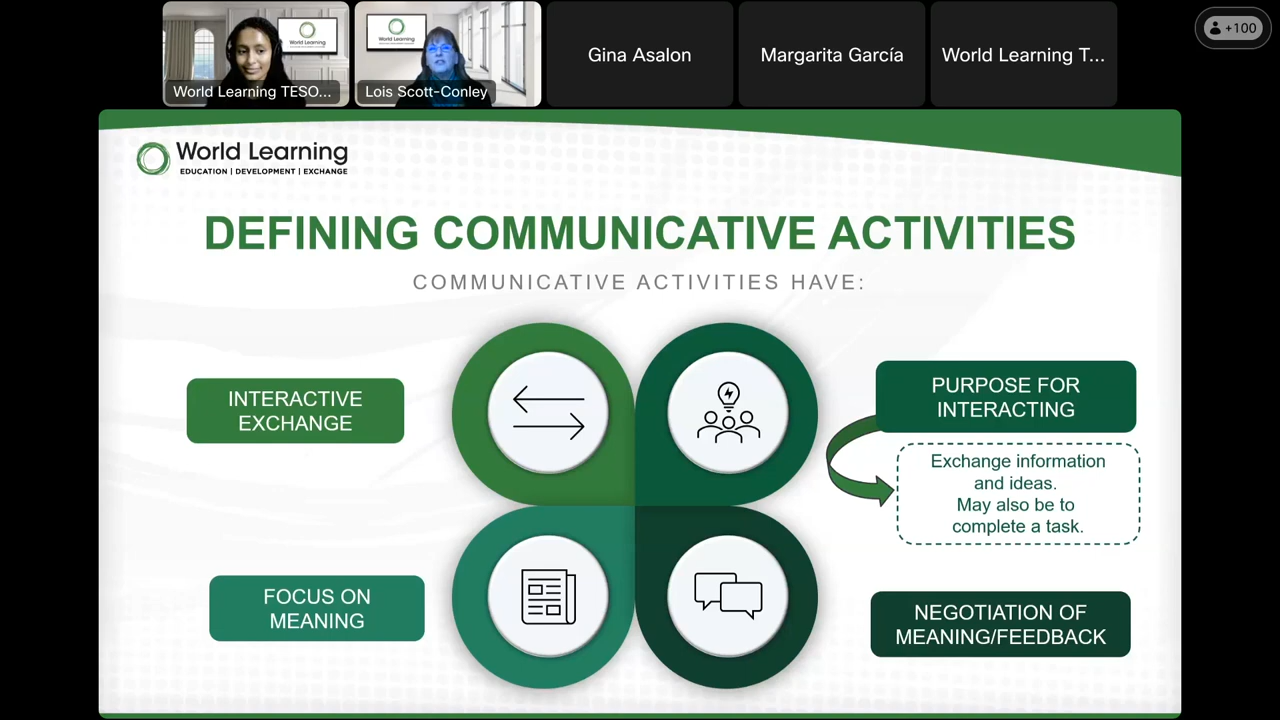 World Learning TESO...
Lois Scott-Conley
Gina Asalon
Margarita García
World Learning T...
+100
World Learning
EDUCATION | DEVELOPMENT | EXCHANGE
DEFINING COMMUNICATIVE ACTIVITIES
COMMUNICATIVE ACTIVITIES HAVE:
INTERACTIVE
EXCHANGE
PURPOSE FOR
INTERACTING
Exchange information
and ideas.
May also be to
complete a task.
FOCUS ON
MEANING
NEGOTIATION OF
MEANING/FEEDBACK